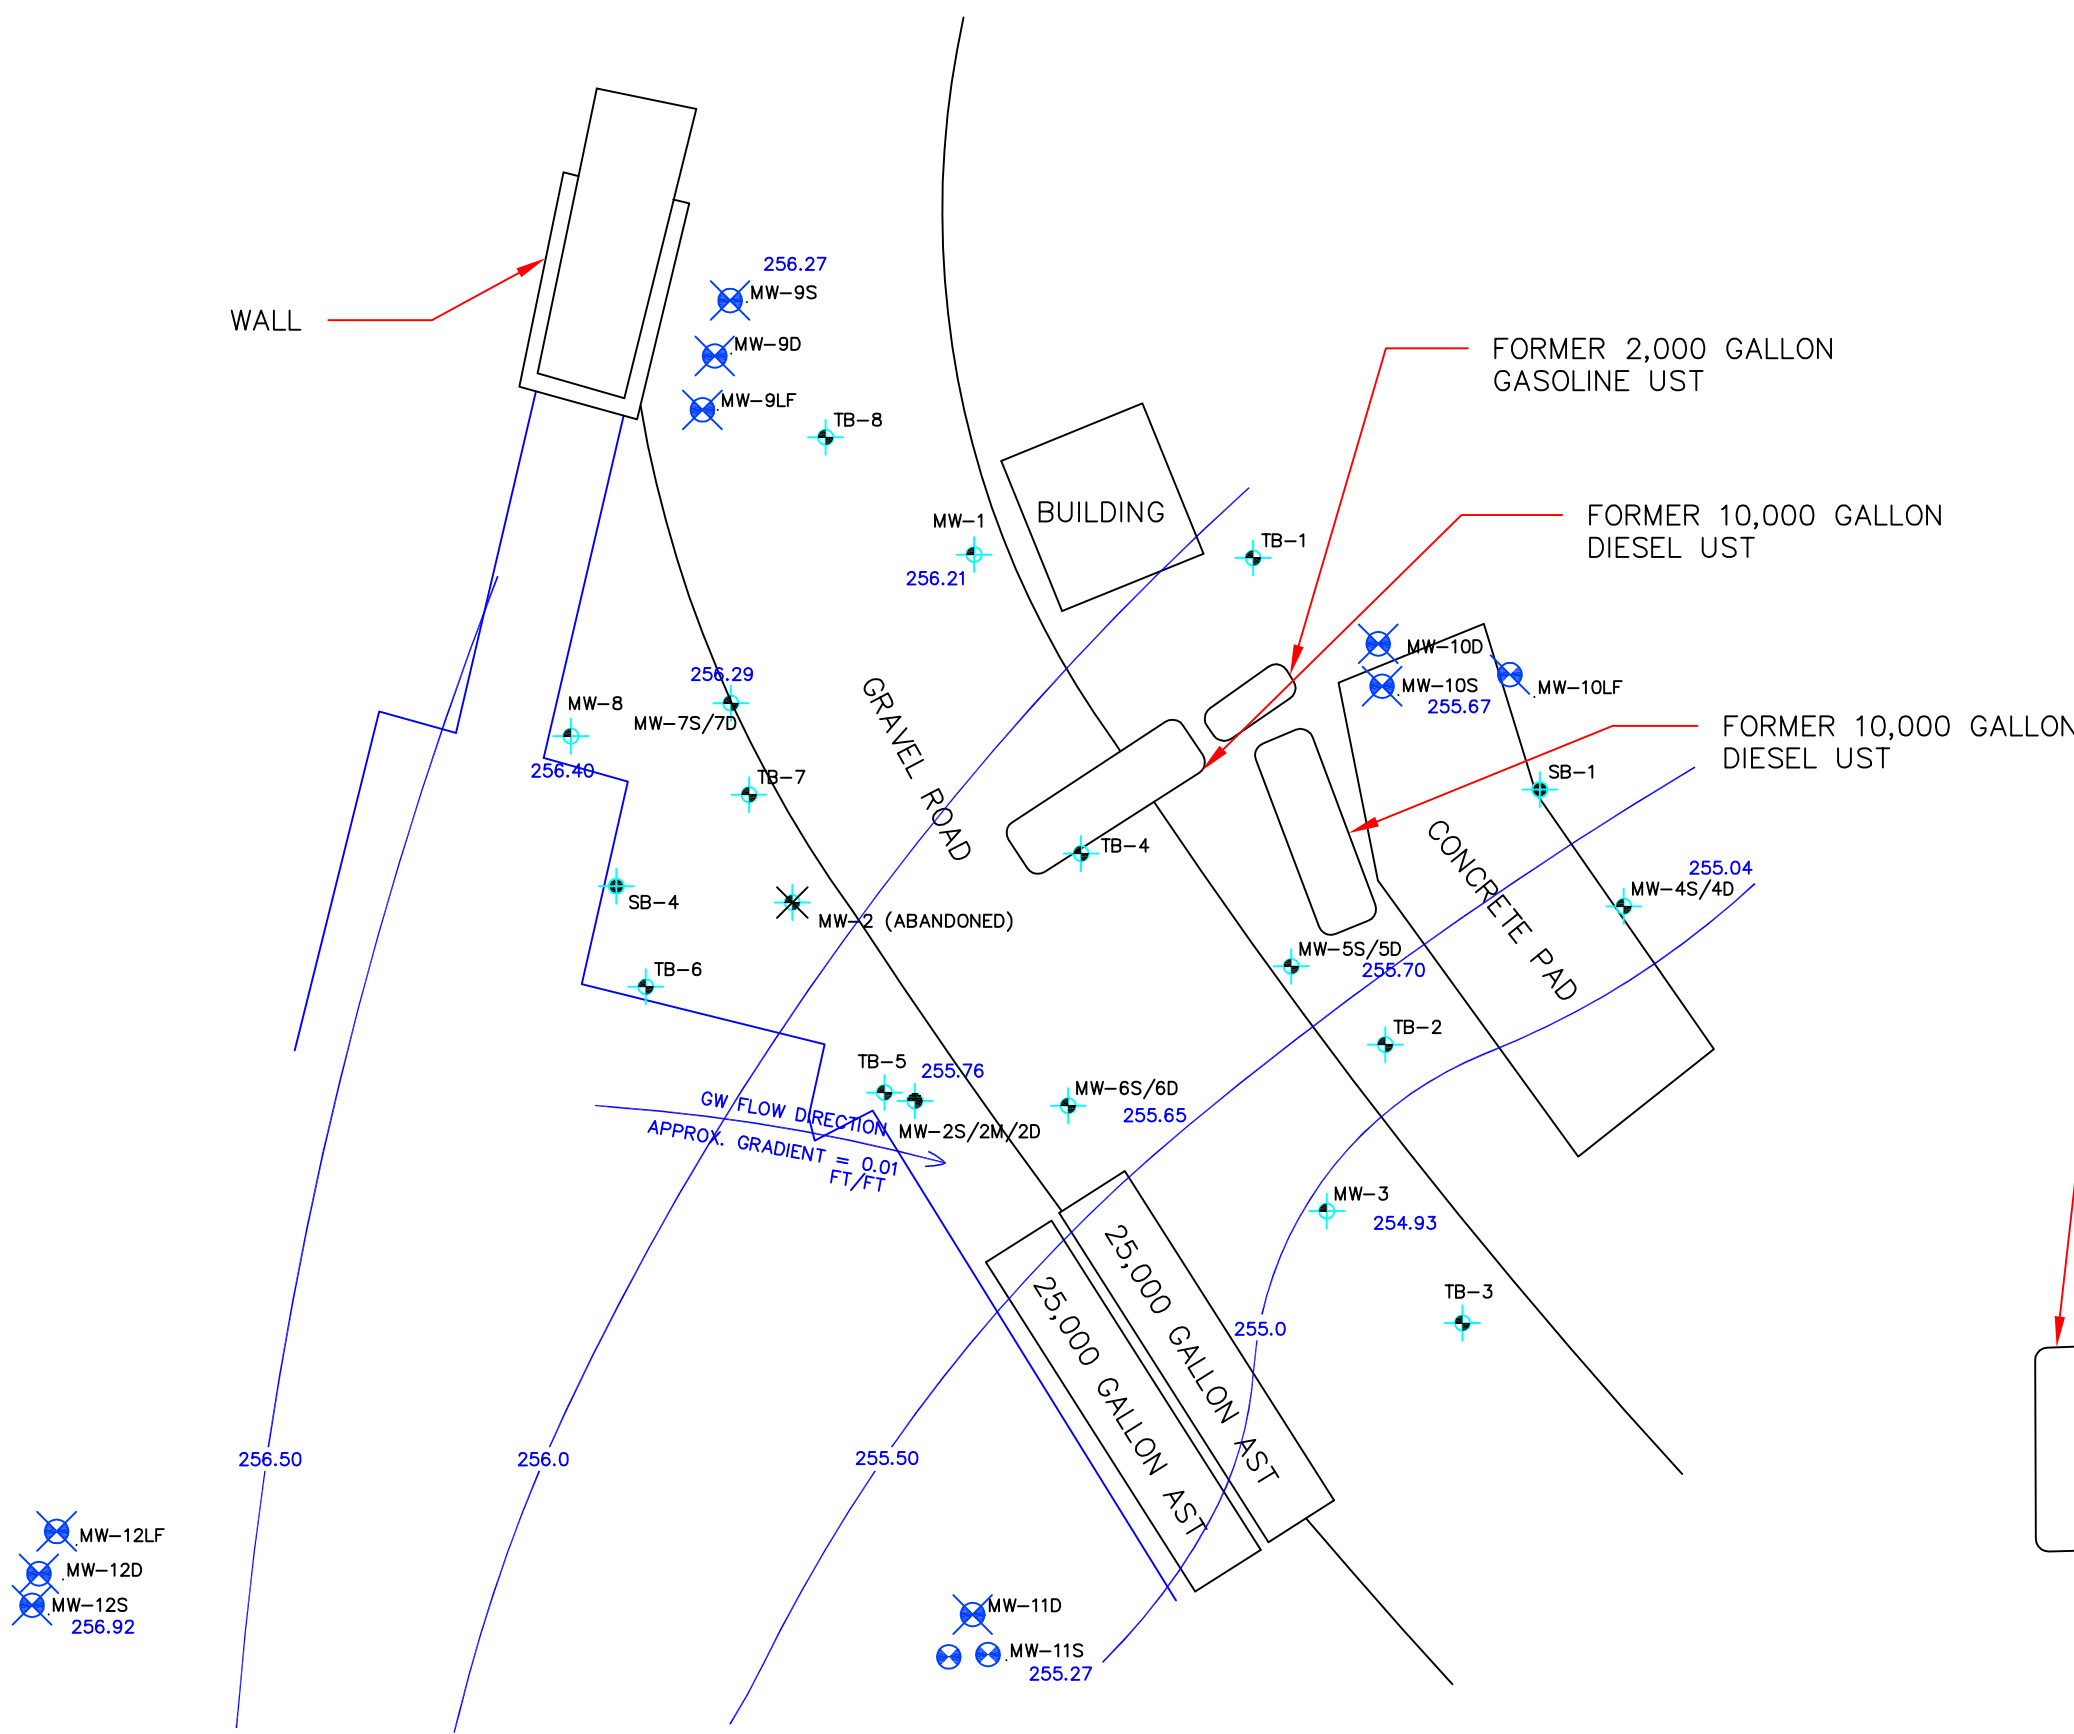 256.27
MW-9S
WALL
MW-9D
FORMER 2,000 GALLON
GASOLINE UST
MW-9LF
TB-8
BUILDING
FORMER 10,000 GALLON
DIESEL UST
MW-1
256.21
TB-1
MW-10D
MW-10S
255.67
MW-10LF
256.29
MW-8
MW-7S/7D
256.40
GRAVEL ROAD
FORMER 10,000 GALLON
DIESEL UST
TB-7
SB-1
TB-4
CONCRETE PAD
255.04
MW-4S/4D
SB-4
MW-2 (ABANDONED)
MW-5S/5D
255.70
TB-6
TB-2
TB-5
255.76
MW-6S/6D
255.65
GW FLOW DIRECTION
MW-2S/2M/2D
APPROX. GRADIENT = 0.01
FT/FT
MW-3
254.93
25,000 GALLON AST
25,000 GALLON AST
TB-3
255.0
256.50
256.0
255.50
MW-12LF
MW-12D
MW-12S
256.92
MW-11D
MW-11S
255.27